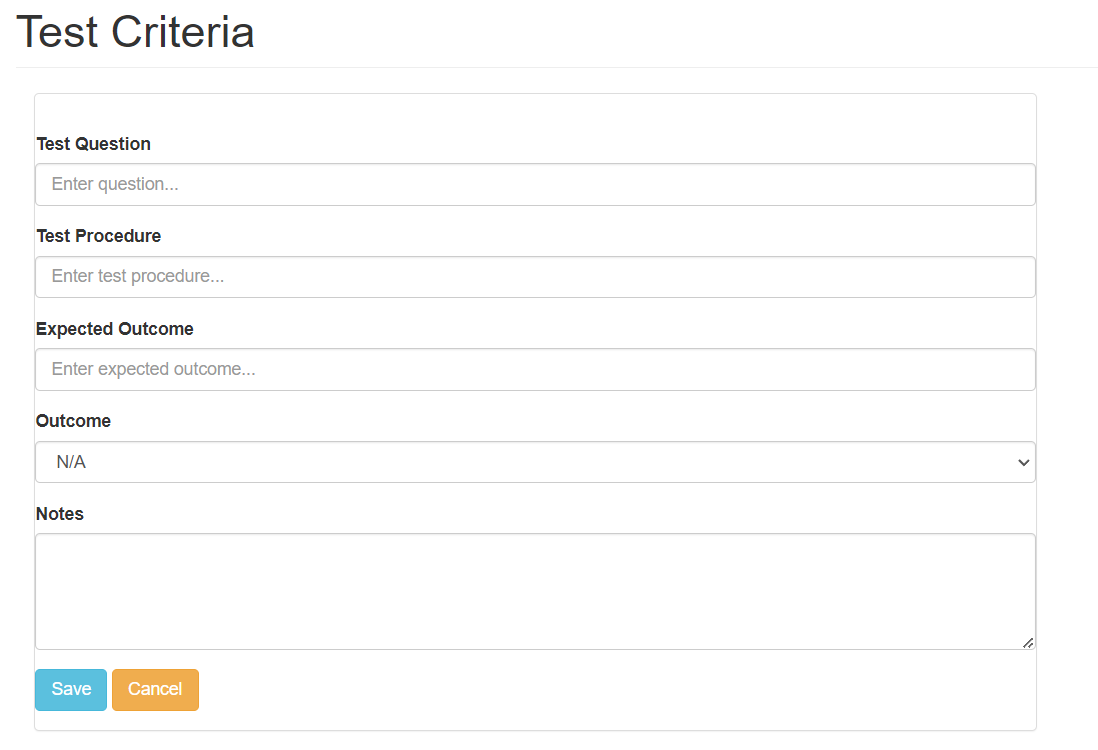 Test Criteria
Test Question
Enter question...
Test Procedure
Enter test procedure...
Expected Outcome
Enter expected outcome...
Outcome
N/A
Notes
Save Cancel